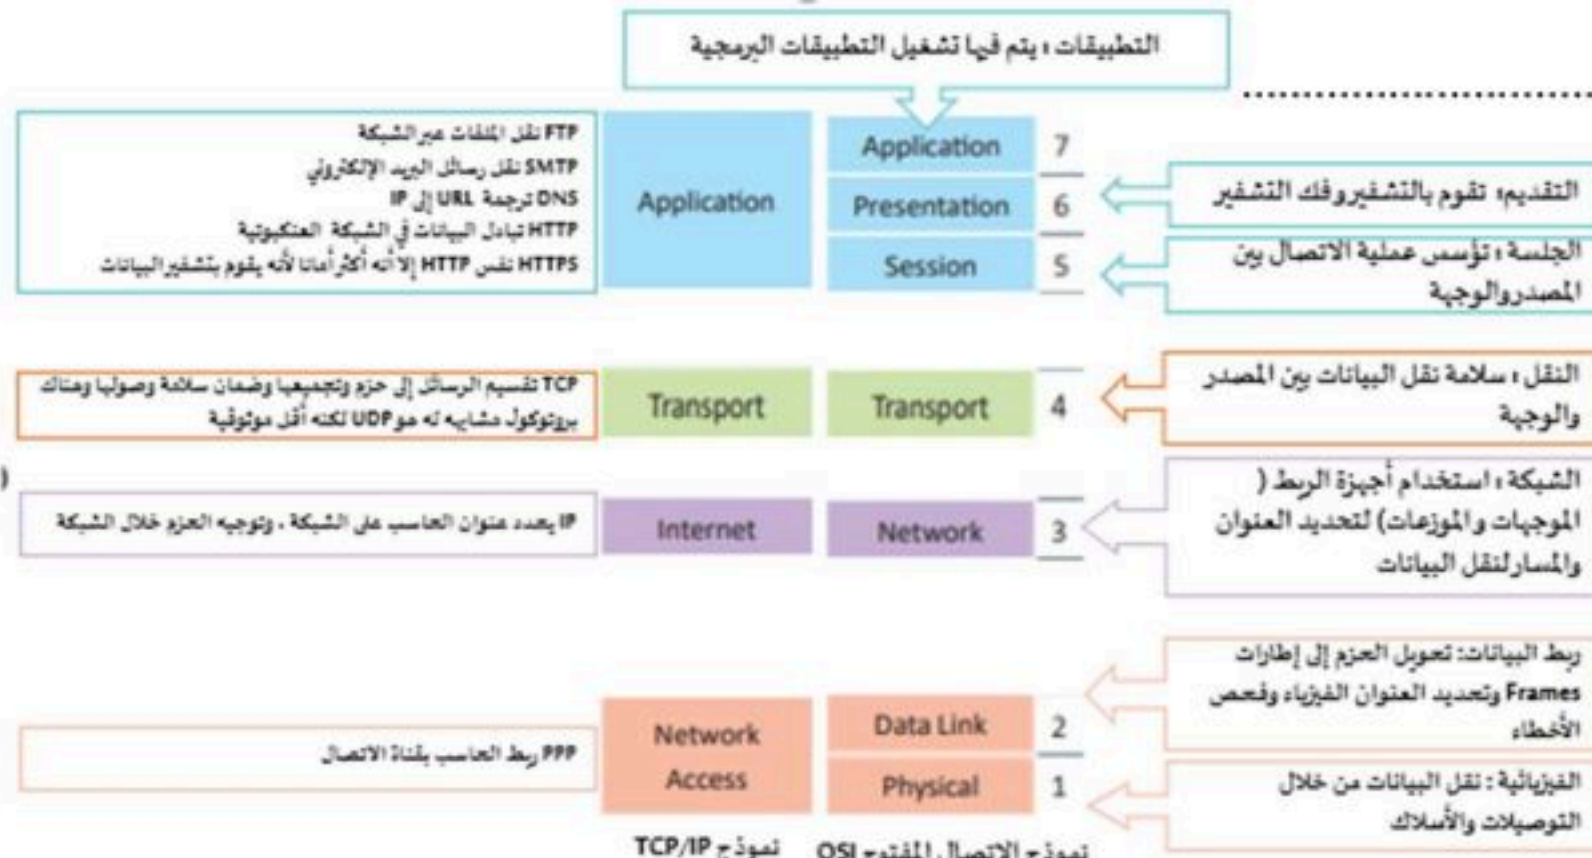 التطبيقات ؛ يتم فيها تشغيل التطبيقات البرمجية
Application 7
التقديم؛ تقوم بالتشفير وفك التشفير
Presentation 6
الجلسة ؛ تؤسس عملية الاتصال بين
المصدر والوجهة
Session 5
Application
FTP نقل الملفات عبر الشبكة
SMTP نقل رسائل البريد الإلكتروني
DNS ترجمة URL إلى IP
HTTP تبادل البيانات في الشبكة العنكبوتية
HTTPS نفس HTTP إلا أنه أكثر أمانا لأنه يقوم بتشفير البيانات
النقل ؛ سلامة نقل البيانات بين المصدر
والوجهة
4 Transport
Transport
TCP تقسيم الرسائل إلى حزم وتجميعها وضمان سلامة وصولها وهناك
بروتوكول مشابه له هو UDP لكنه أقل موثوقية
الشبكة ؛ استخدام أجهزة الربط (
الموجهات والموزعات) لتحديد العنوان
والمسار لنقل البيانات
3 Network
Internet
IP يحدد عنوان الحاسب على الشبكة ، وتوجيه الحزم خلال الشبكة
ربط البيانات: تحويل الحزم إلى إطارات
Frames وتحديد العنوان الفيزياء وفحص
الأخطاء
2 Data Link
الفيزيائية : نقل البيانات من خلال
التوصيلات والأسلاك
1 Physical
Network
Access
PPP ربط الحاسب بقناة الاتصال
نموذج الاتصال المفتوح OSI
نموذج TCP/IP